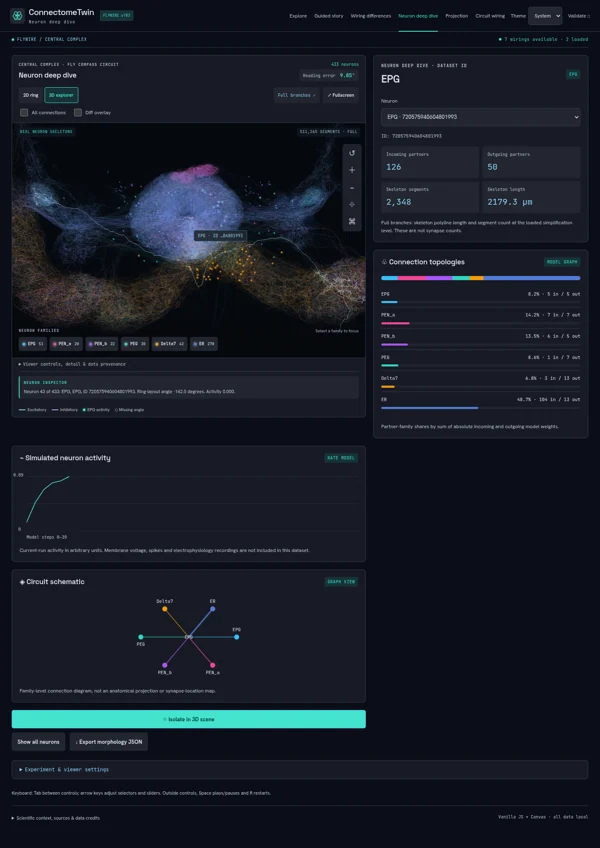 ConnectomeTwin
Neuron deep dive
FLYWIRE v783
Explore
Guided story
Wiring differences
Neuron deep dive
Projection
Circuit wiring
Theme
System
Validate
FLYWIRE / CENTRAL COMPLEX
7 wirings available · 2 loaded
CENTRAL COMPLEX · FLY COMPASS CIRCUIT
433 neurons
Neuron deep dive
Heading error 9.05°
2D ring
3D explorer
Full branches
Fullscreen
All connections
Diff overlay
REAL NEURON SKELETONS
SEGMENTS · FULL
EPG · ID …04801993
NEURON FAMILIES
Select a family to focus
EPG 51
PEN_a 20
PEN_b 22
PEG 20
Delta7 42
ER 278
▸ Viewer controls, detail & data provenance
NEURON INSPECTOR
Neuron 43 of 433: EPG, EPG, ID 720575940604801993. Ring-layout angle -142.5 degrees. Activity 0.000.
Excitatory
Inhibitory
EPG activity
Missing angle
NEURON DEEP DIVE · DATASET ID
EPG
EPG
Neuron
EPG · 720575940604801993
ID: 720575940604801993
Incoming partners
126
Outgoing partners
50
Skeleton segments
2,348
Skeleton length
2179.3 µm
Full branches: skeleton polyline length and segment count at the loaded simplification
level. These are not synapse counts.
Connection topologies
MODEL GRAPH
EPG
8.2% · 5 in / 5 out
PEN_a
14.2% · 7 in / 7 out
PEN_b
13.5% · 6 in / 5 out
PEG
8.6% · 1 in / 7 out
Delta7
6.8% · 3 in / 13 out
ER
48.7% · 104 in / 13 out
Partner-family shares by sum of absolute incoming and outgoing model weights.
~ Simulated neuron activity
RATE MODEL
0
Model steps 0–20
Current-run activity in arbitrary units. Membrane voltage, spikes and electrophysiology recordings are not included in this dataset.
◈ Circuit schematic
GRAPH VIEW
Delta7
ER
PEG
EPG
EPG
PEN_b
PEN_a
Family-level connection diagram, not an anatomical projection or synapse-location map.
Isolate in 3D scene
Show all neurons
↓ Export morphology JSON
▸ Experiment & viewer settings
Keyboard: Tab between controls; arrow keys adjust selectors and sliders. Outside controls, Space plays/pauses and R restarts.
▸ Scientific context, sources & data credits
Vanilla JS + Canvas · all data local